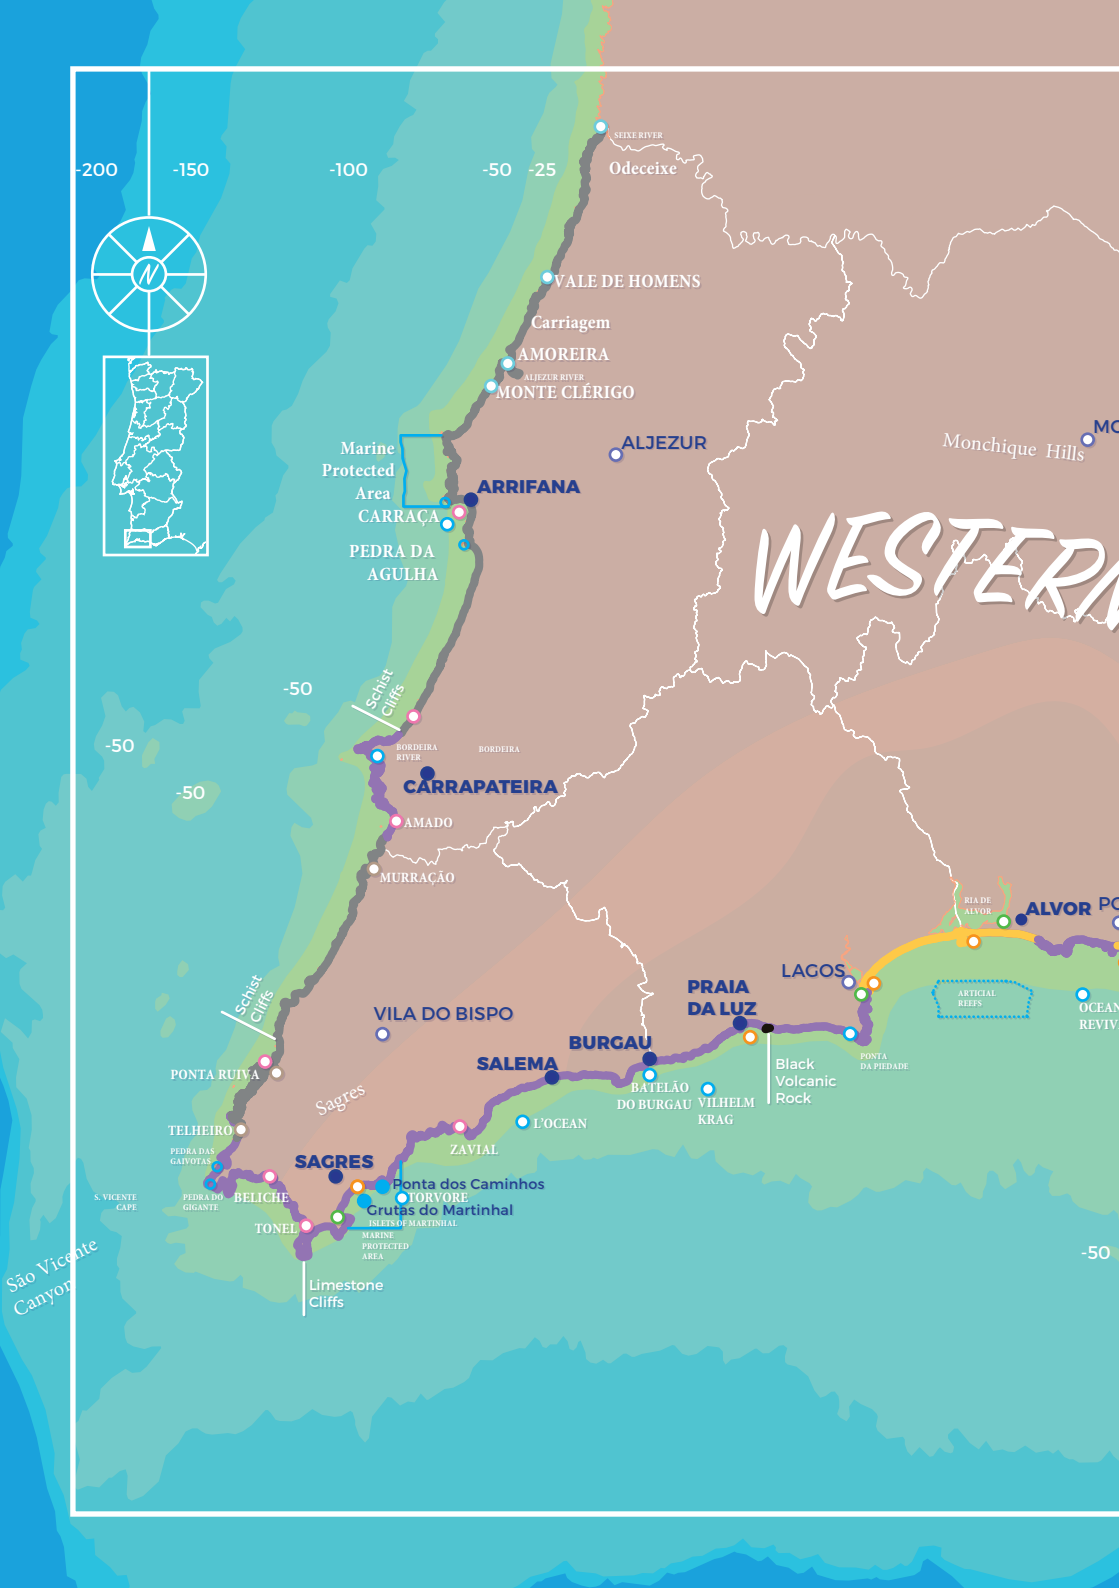 SEIXE RIVER
Odeceixe
-200
-150
-100
-50
-25
N
VALE DE HOMENS
Carriagem
AMOREIRA
ALJEZUR RIVER
MONTE CLÉRIGO
Marine
Protected
Area
ALJEZUR
MO
Monchique Hills
ARRIFANA
CARRAÇA
PEDRA DA
AGULHA
WESTERN
-50
Schist
Cliffs
-50
BORDEIRA
RIVER
BORDEIRA
CARRAPATEIRA
-50
AMADO
MURRAÇÃO
RIA DE
ALVOR
ALVOR
PO
Schist
Cliffs
LAGOS
PRAIA
DA LUZ
ARTICIAL
REEFS
OCEAN
REVIV
VILA DO BISPO
BURGAU
SALEMA
PONTA
DA PIEDADE
Black
Volcanic
Rock
PONTA RUIVA
Sagres
BATELÃO
DO BURGAU
VILHELM
KRAG
TELHEIRO
L'OCEAN
ZAVIAL
PEDRA DAS
GAIVOTAS
SAGRES
Ponta dos Caminhos
S. VICENTE
CAPE
PEDRA DO
GIGANTE
BELICHE
TORVORE
Grutas do Martinhal
ISLETS OF MARTINHAL
TONEL
MARINE
PROTECTED
AREA
São Vicente
Canyon
-50
Limestone
Cliffs